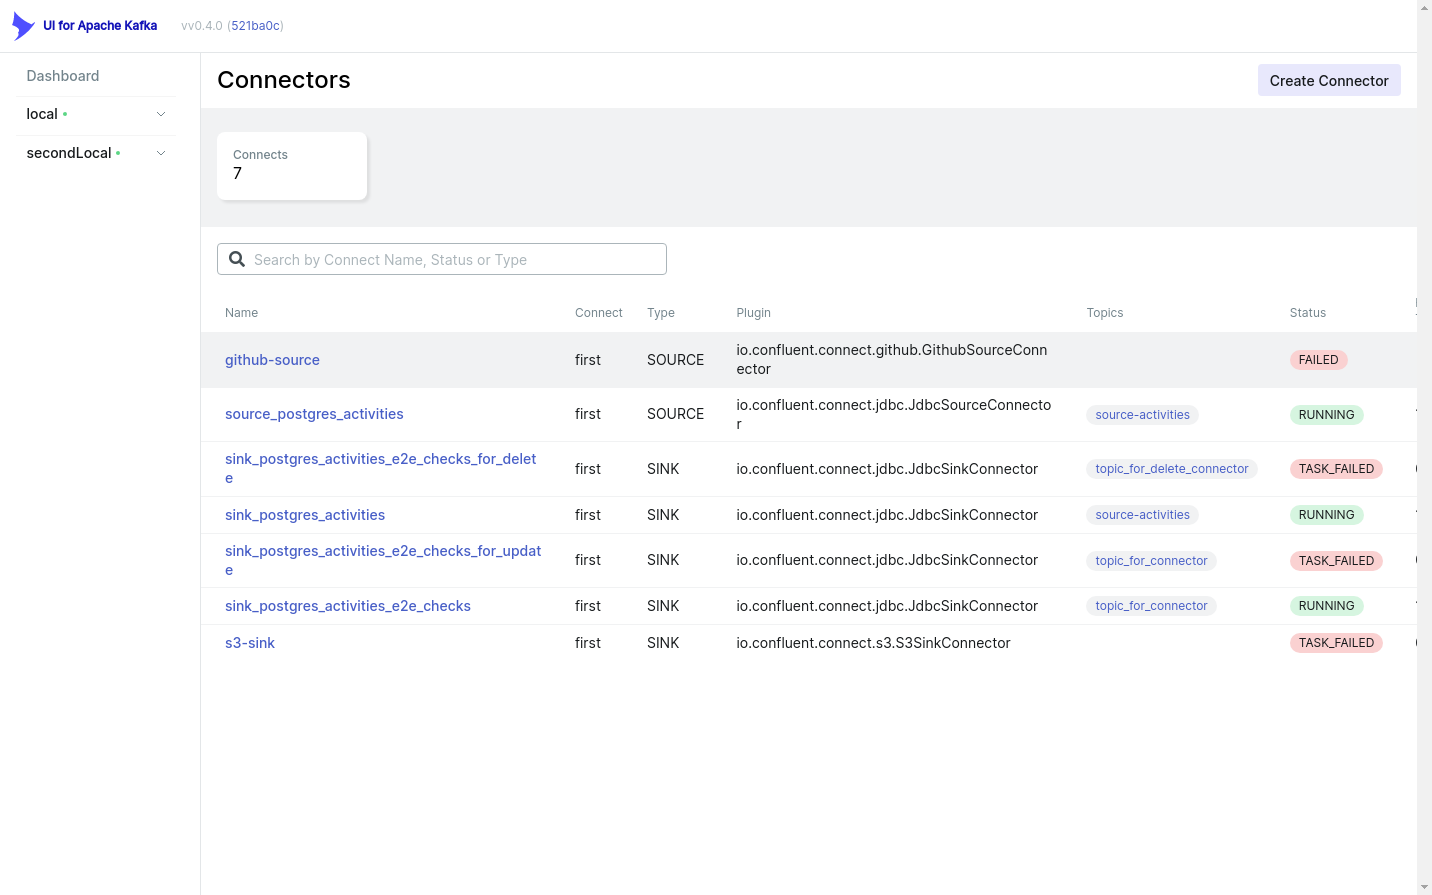 UI for Apache Kafka vv0.4.0 (521ba0c)
Dashboard
local
secondLocal
Connectors
Create Connector
Connects
7
Search by Connect Name, Status or Type
Name Connect Type Plugin Topics Status
github-source first SOURCE io.confluent.connect.github.GithubSourceConn
ector FAILED
source_postgres_activities first SOURCE io.confluent.connect.jdbc.JdbcSourceConnecto
r source-activities RUNNING
sink_postgres_activities_e2e_checks_for_delet
e first SINK io.confluent.connect.jdbc.JdbcSinkConnector topic_for_delete_connector TASK_FAILED
sink_postgres_activities first SINK io.confluent.connect.jdbc.JdbcSinkConnector source-activities RUNNING
sink_postgres_activities_e2e_checks_for_updat
e first SINK io.confluent.connect.jdbc.JdbcSinkConnector topic_for_connector TASK_FAILED
sink_postgres_activities_e2e_checks first SINK io.confluent.connect.jdbc.JdbcSinkConnector topic_for_connector RUNNING
s3-sink first SINK io.confluent.connect.s3.S3SinkConnector TASK_FAILED